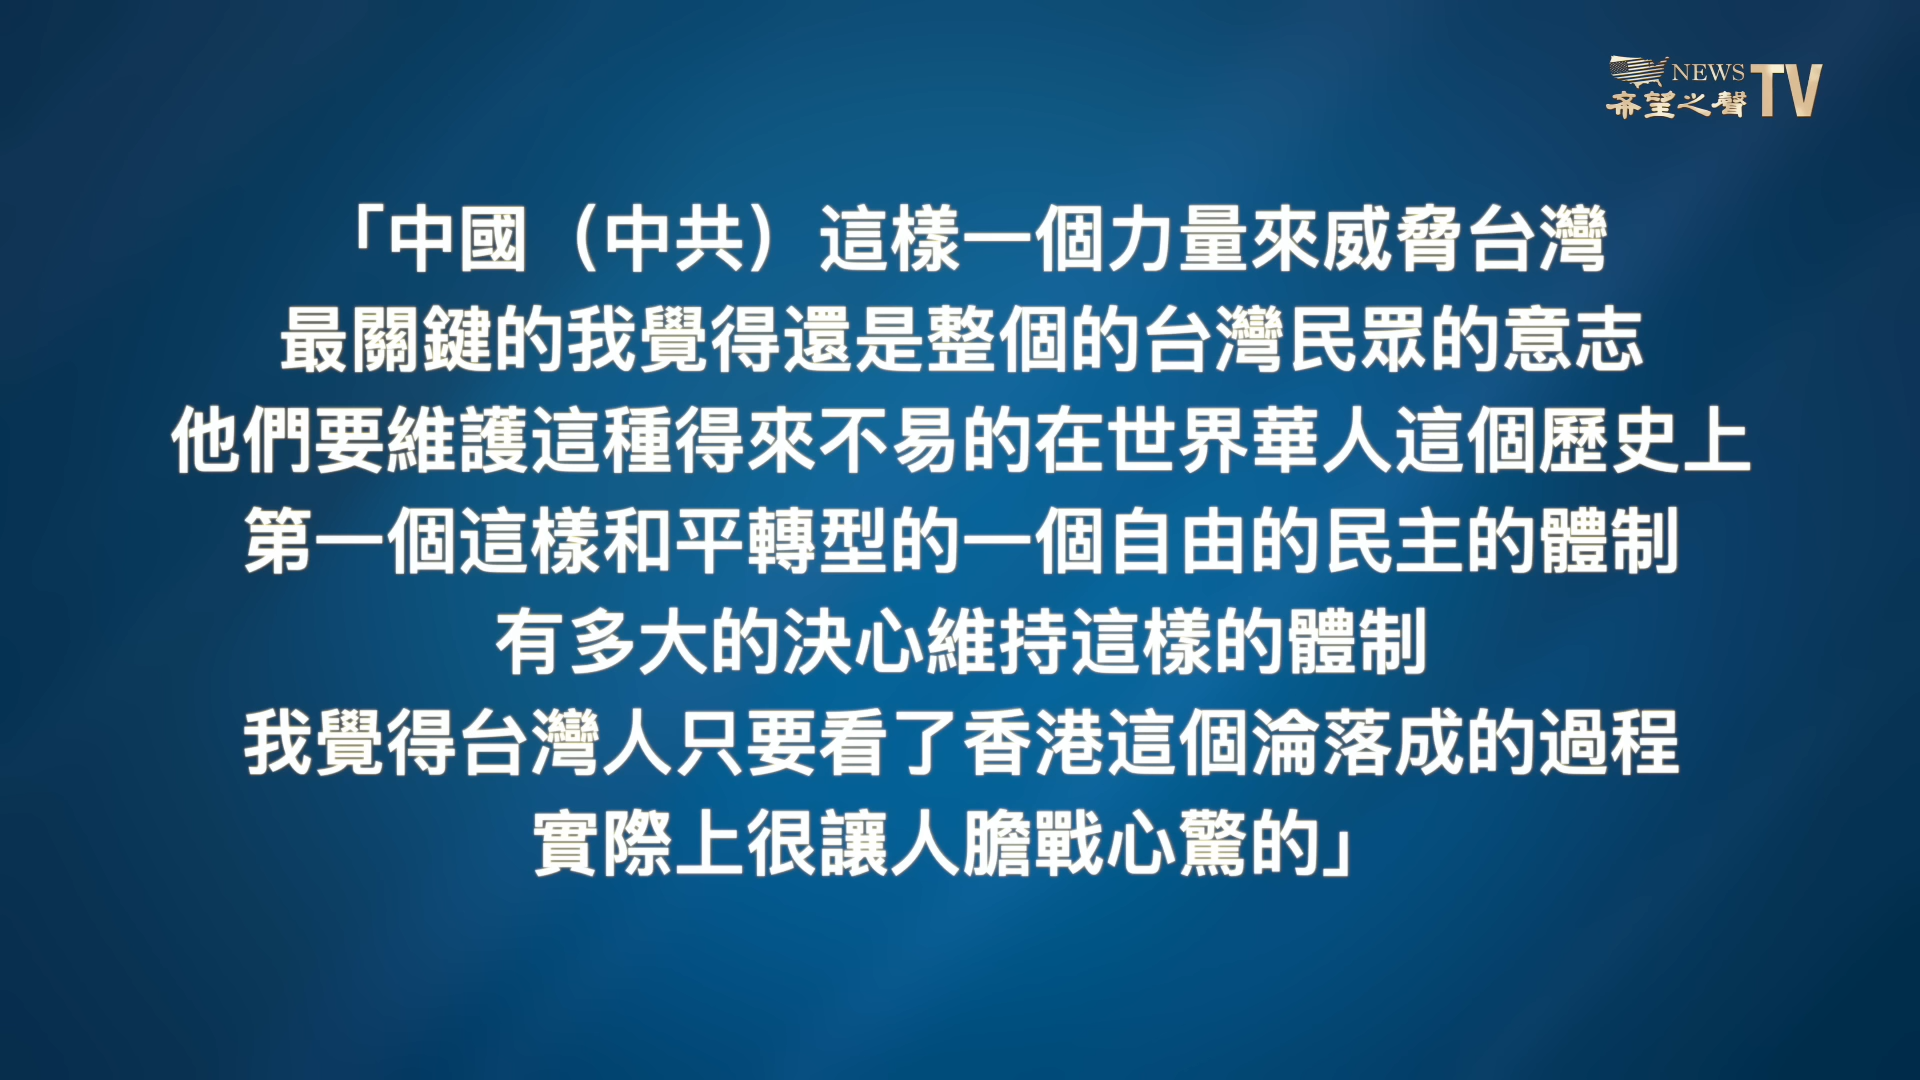 NEWS
希望之聲TV
「中國（中共）這樣一個力量來威脅台灣
最關鍵的我覺得還是整個的台灣民眾的意志
他們要維護這種得來不易的在世界華人這個歷史上
第一個這樣和平轉型的一個自由的民主的體制
有多大的決心維持這樣的體制
我覺得台灣人只要看了香港這個淪落成的過程
實際上很讓人膽戰心驚的」